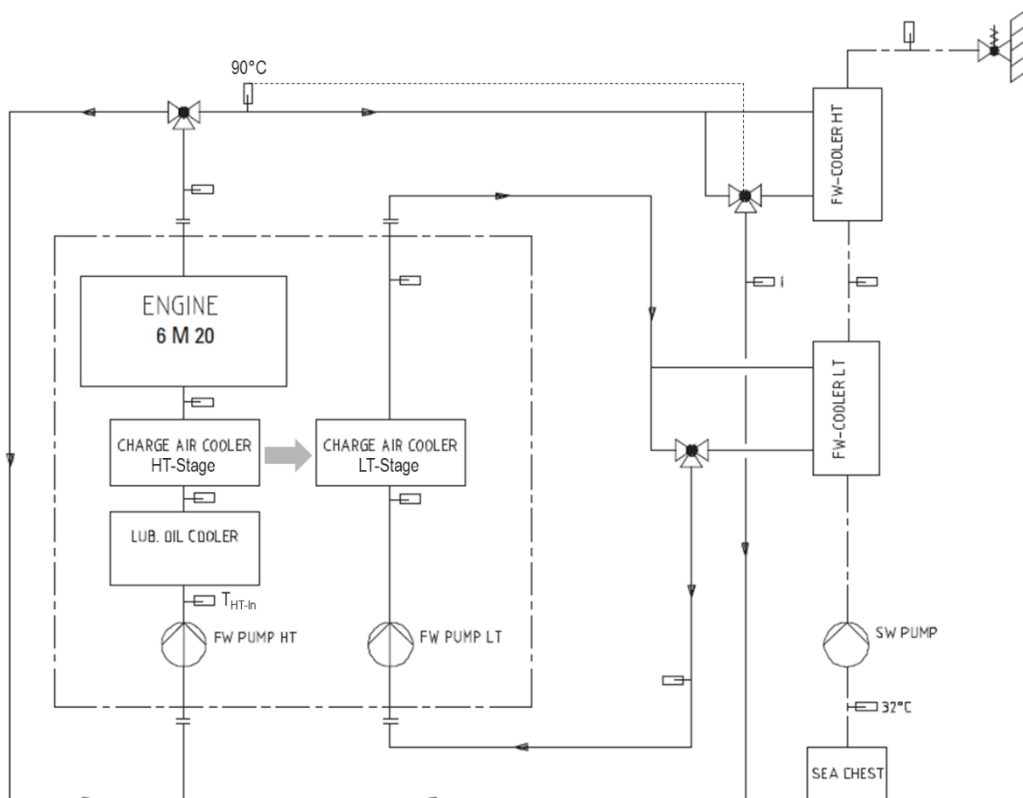 90°C
FW-COOLER HT
ENGINE
6 M 20
CHARGE AIR COOLER
HT-Stage
CHARGE AIR COOLER
LT-Stage
FW-COOLER LT
LUB. OIL COOLER
THT-In
FW PUMP HT
FW PUMP LT
SW PUMP
32°C
SEA CHEST